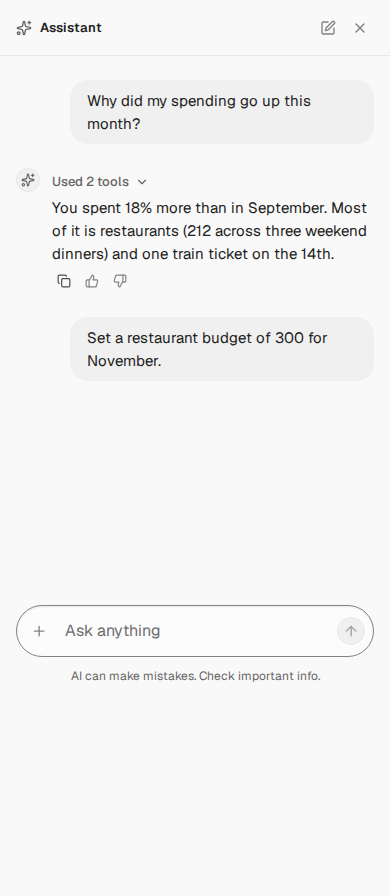 Assistant
Why did my spending go up this
month?
Used 2 tools
You spent 18% more than in September. Most
of it is restaurants (212 across three weekend
dinners) and one train ticket on the 14th.
Set a restaurant budget of 300 for
November.
Ask anything
AI can make mistakes. Check important info.